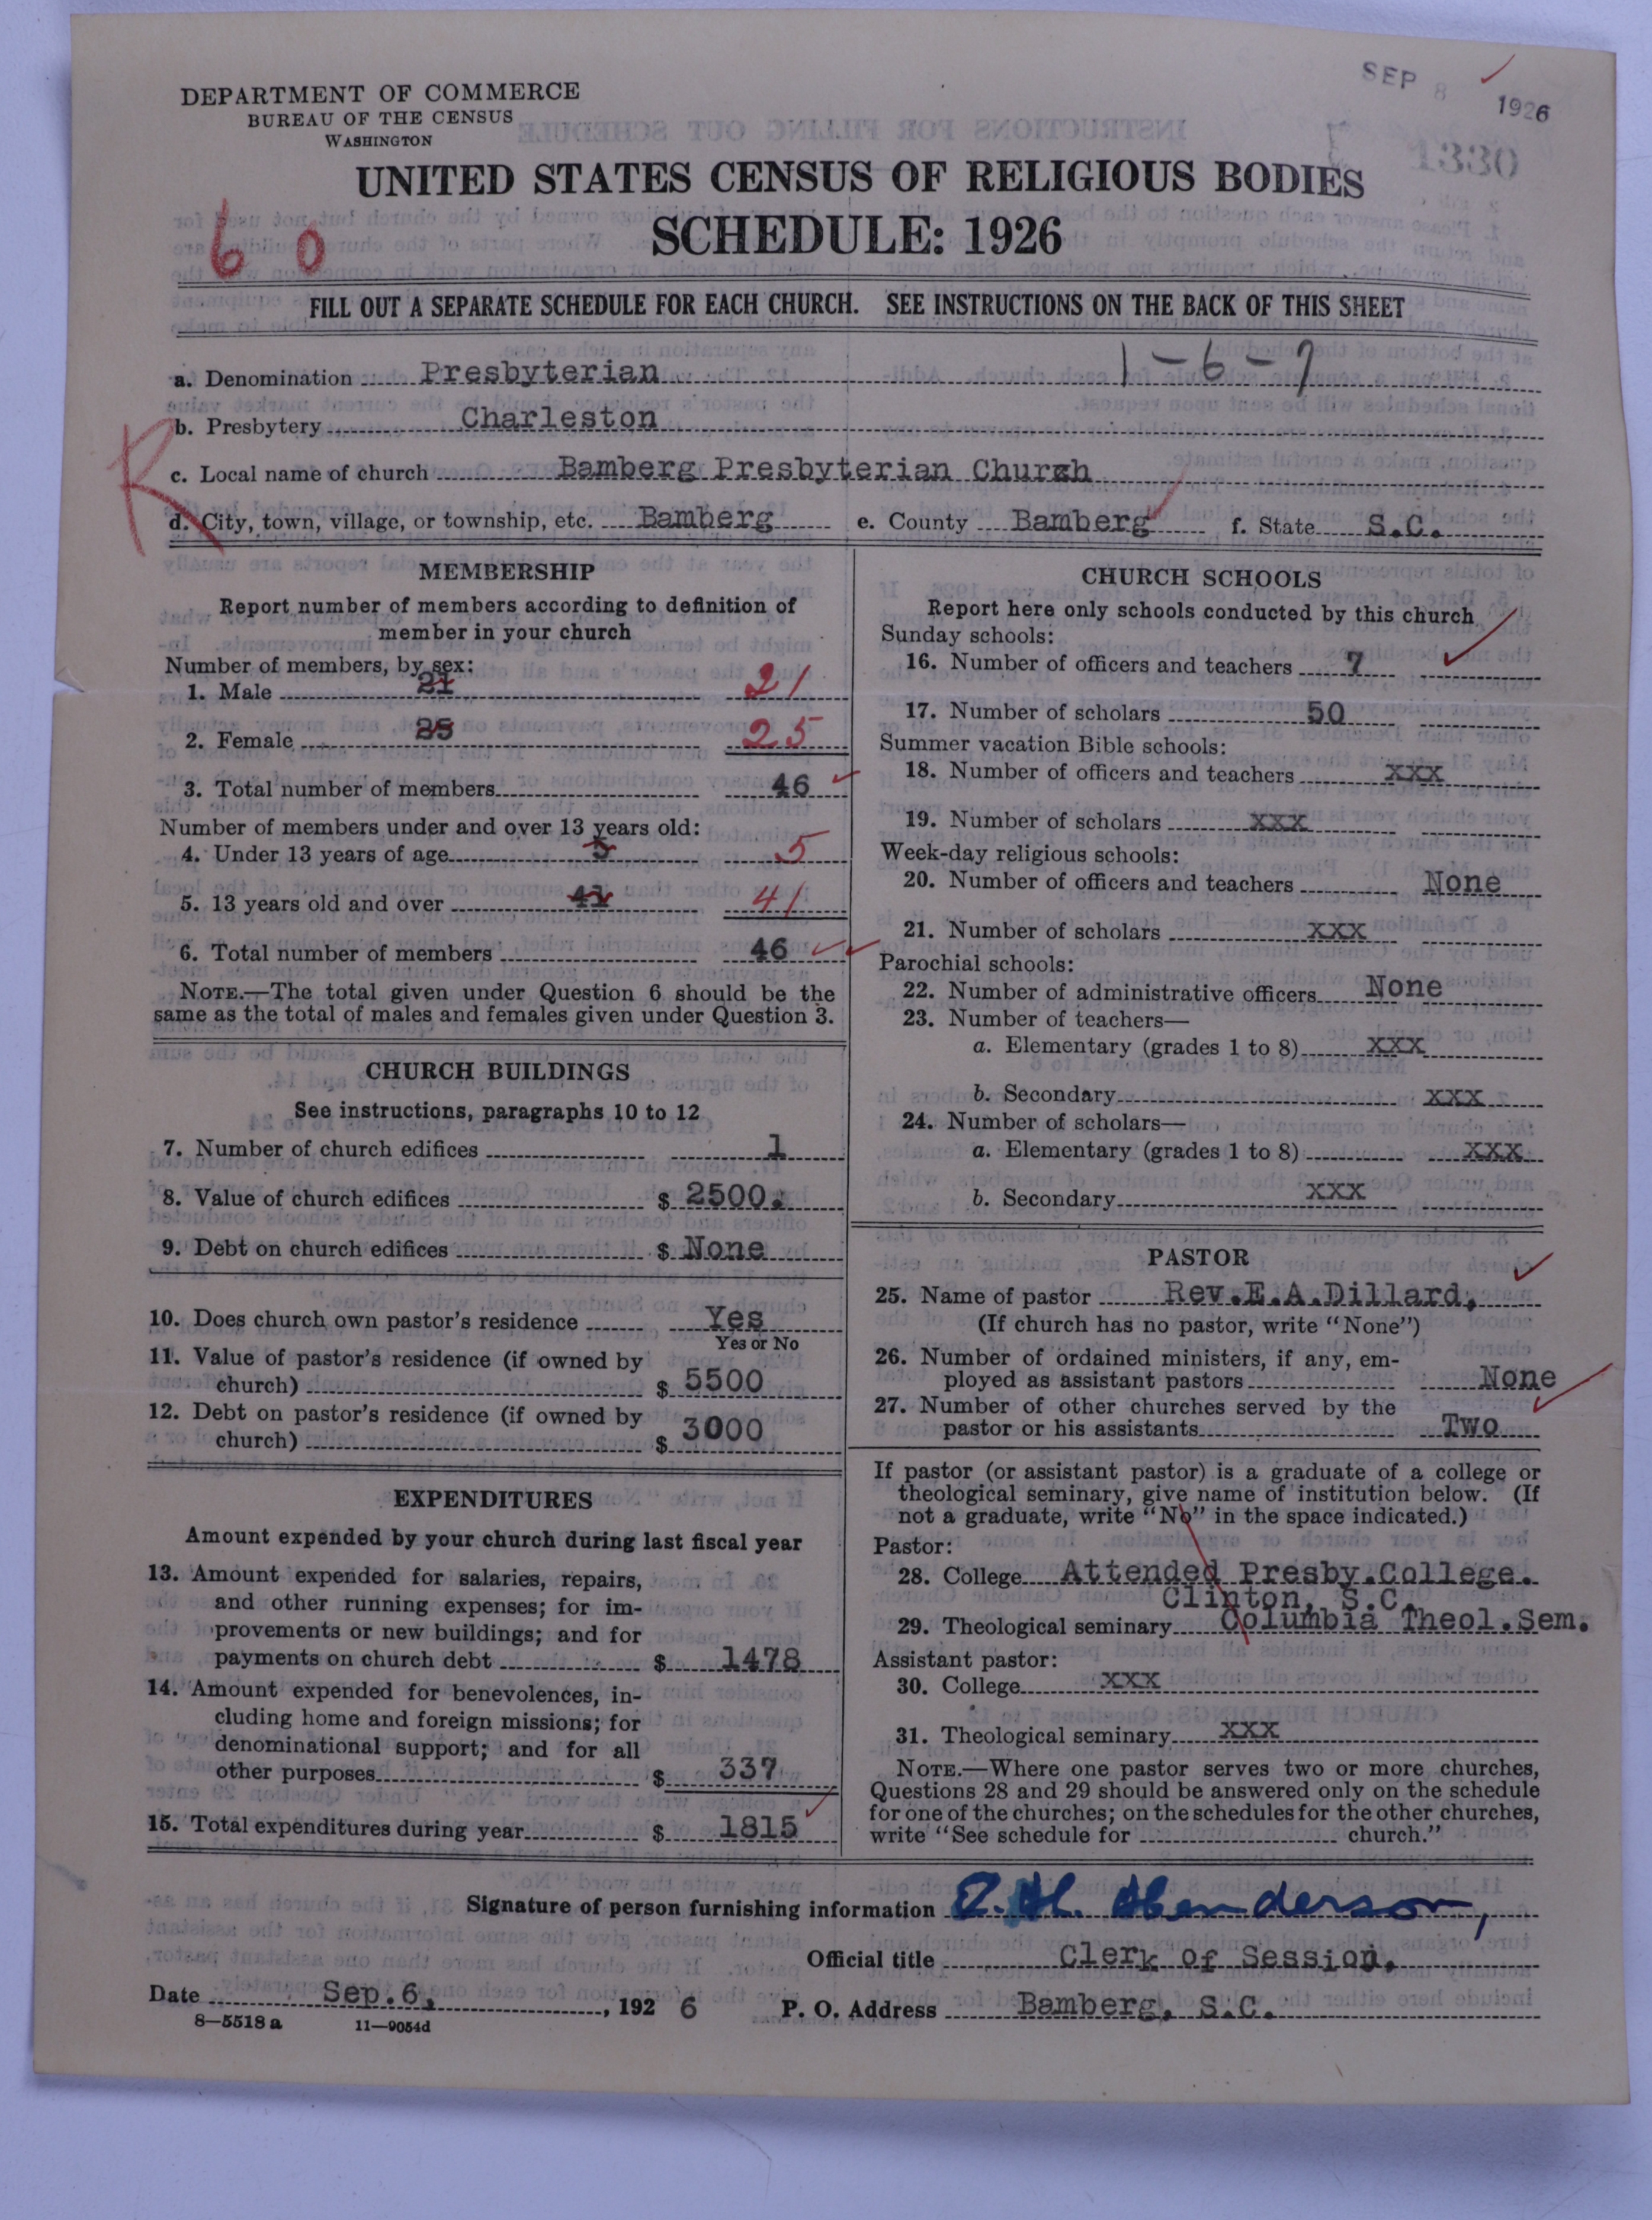 DEPARTMENT OF COMMERCE
BUREAU OF THE CENSUS
WASHINGTON
SEP 8 1926
1330
UNITED STATES CENSUS OF RELIGIOUS BODIES
SCHEDULE: 1926
6 0
FILL OUT A SEPARATE SCHEDULE FOR EACH CHURCH. SEE INSTRUCTIONS ON THE BACK OF THIS SHEET
1-6-7
a. Denomination Presbyterian
b. Presbytery Charleston
R
c. Local name of church Bamberg Presbyterian Church
d. City, town, village, or township, etc. Bamberg e. County Bamberg f. State S.C.
MEMBERSHIP
Report number of members according to definition of
member in your church
Number of members, by sex:
1. Male 21 21
2. Female 25 25
3. Total number of members 46
Number of members under and over 13 years old:
4. Under 13 years of age 5 5
5. 13 years old and over 41 41
6. Total number of members 46
NOTE.—The total given under Question 6 should be the
same as the total of males and females given under Question 3.
CHURCH BUILDINGS
See instructions, paragraphs 10 to 12
7. Number of church edifices 1
8. Value of church edifices $ 2500.
9. Debt on church edifices $ None
10. Does church own pastor's residence Yes
Yes or No
11. Value of pastor's residence (if owned by
church) $ 5500
12. Debt on pastor's residence (if owned by
church) $ 3000
EXPENDITURES
Amount expended by your church during last fiscal year
13. Amount expended for salaries, repairs,
and other running expenses; for im-
provements or new buildings; and for
payments on church debt $ 1478
14. Amount expended for benevolences, in-
cluding home and foreign missions; for
denominational support; and for all
other purposes $ 337
15. Total expenditures during year $ 1815
CHURCH SCHOOLS
Report here only schools conducted by this church
Sunday schools:
16. Number of officers and teachers 7
17. Number of scholars 50
Summer vacation Bible schools:
18. Number of officers and teachers xxx
19. Number of scholars xxx
Week-day religious schools:
20. Number of officers and teachers None
21. Number of scholars xxx
Parochial schools:
22. Number of administrative officers None
23. Number of teachers—
a. Elementary (grades 1 to 8) xxx
b. Secondary xxx
24. Number of scholars—
a. Elementary (grades 1 to 8) xxx
b. Secondary xxx
PASTOR
25. Name of pastor Rev.E.A.Dillard,
(If church has no pastor, write "None")
26. Number of ordained ministers, if any, em-
ployed as assistant pastors None
27. Number of other churches served by the
pastor or his assistants Two
If pastor (or assistant pastor) is a graduate of a college or
theological seminary, give name of institution below. (If
not a graduate, write "No" in the space indicated.)
Pastor:
28. College Attended Presby.College.
Clinton, S.C.
29. Theological seminary Columbia Theol.Sem.
Assistant pastor:
30. College xxx
31. Theological seminary xxx
NOTE.—Where one pastor serves two or more churches,
Questions 28 and 29 should be answered only on the schedule
for one of the churches; on the schedules for the other churches,
write "See schedule for church."
Signature of person furnishing information Henderson,
Official title Clerk of Session,
Date Sep.6, 192 6 P. O. Address Bamberg, S.C.
8—5518 a 11—9054d